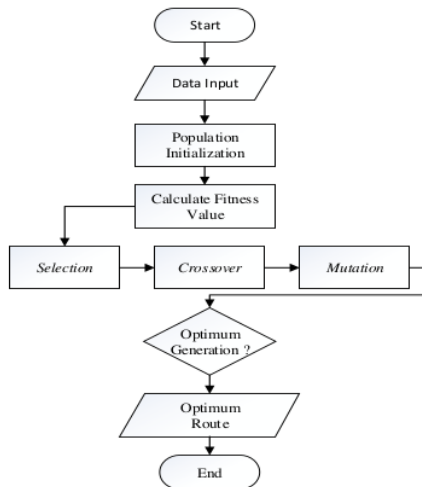 Start
Data Input
Population
Initialization
Calculate Fitness
Value
Selection
Crossover
Mutation
Optimum
Generation ?
Optimum
Route
End